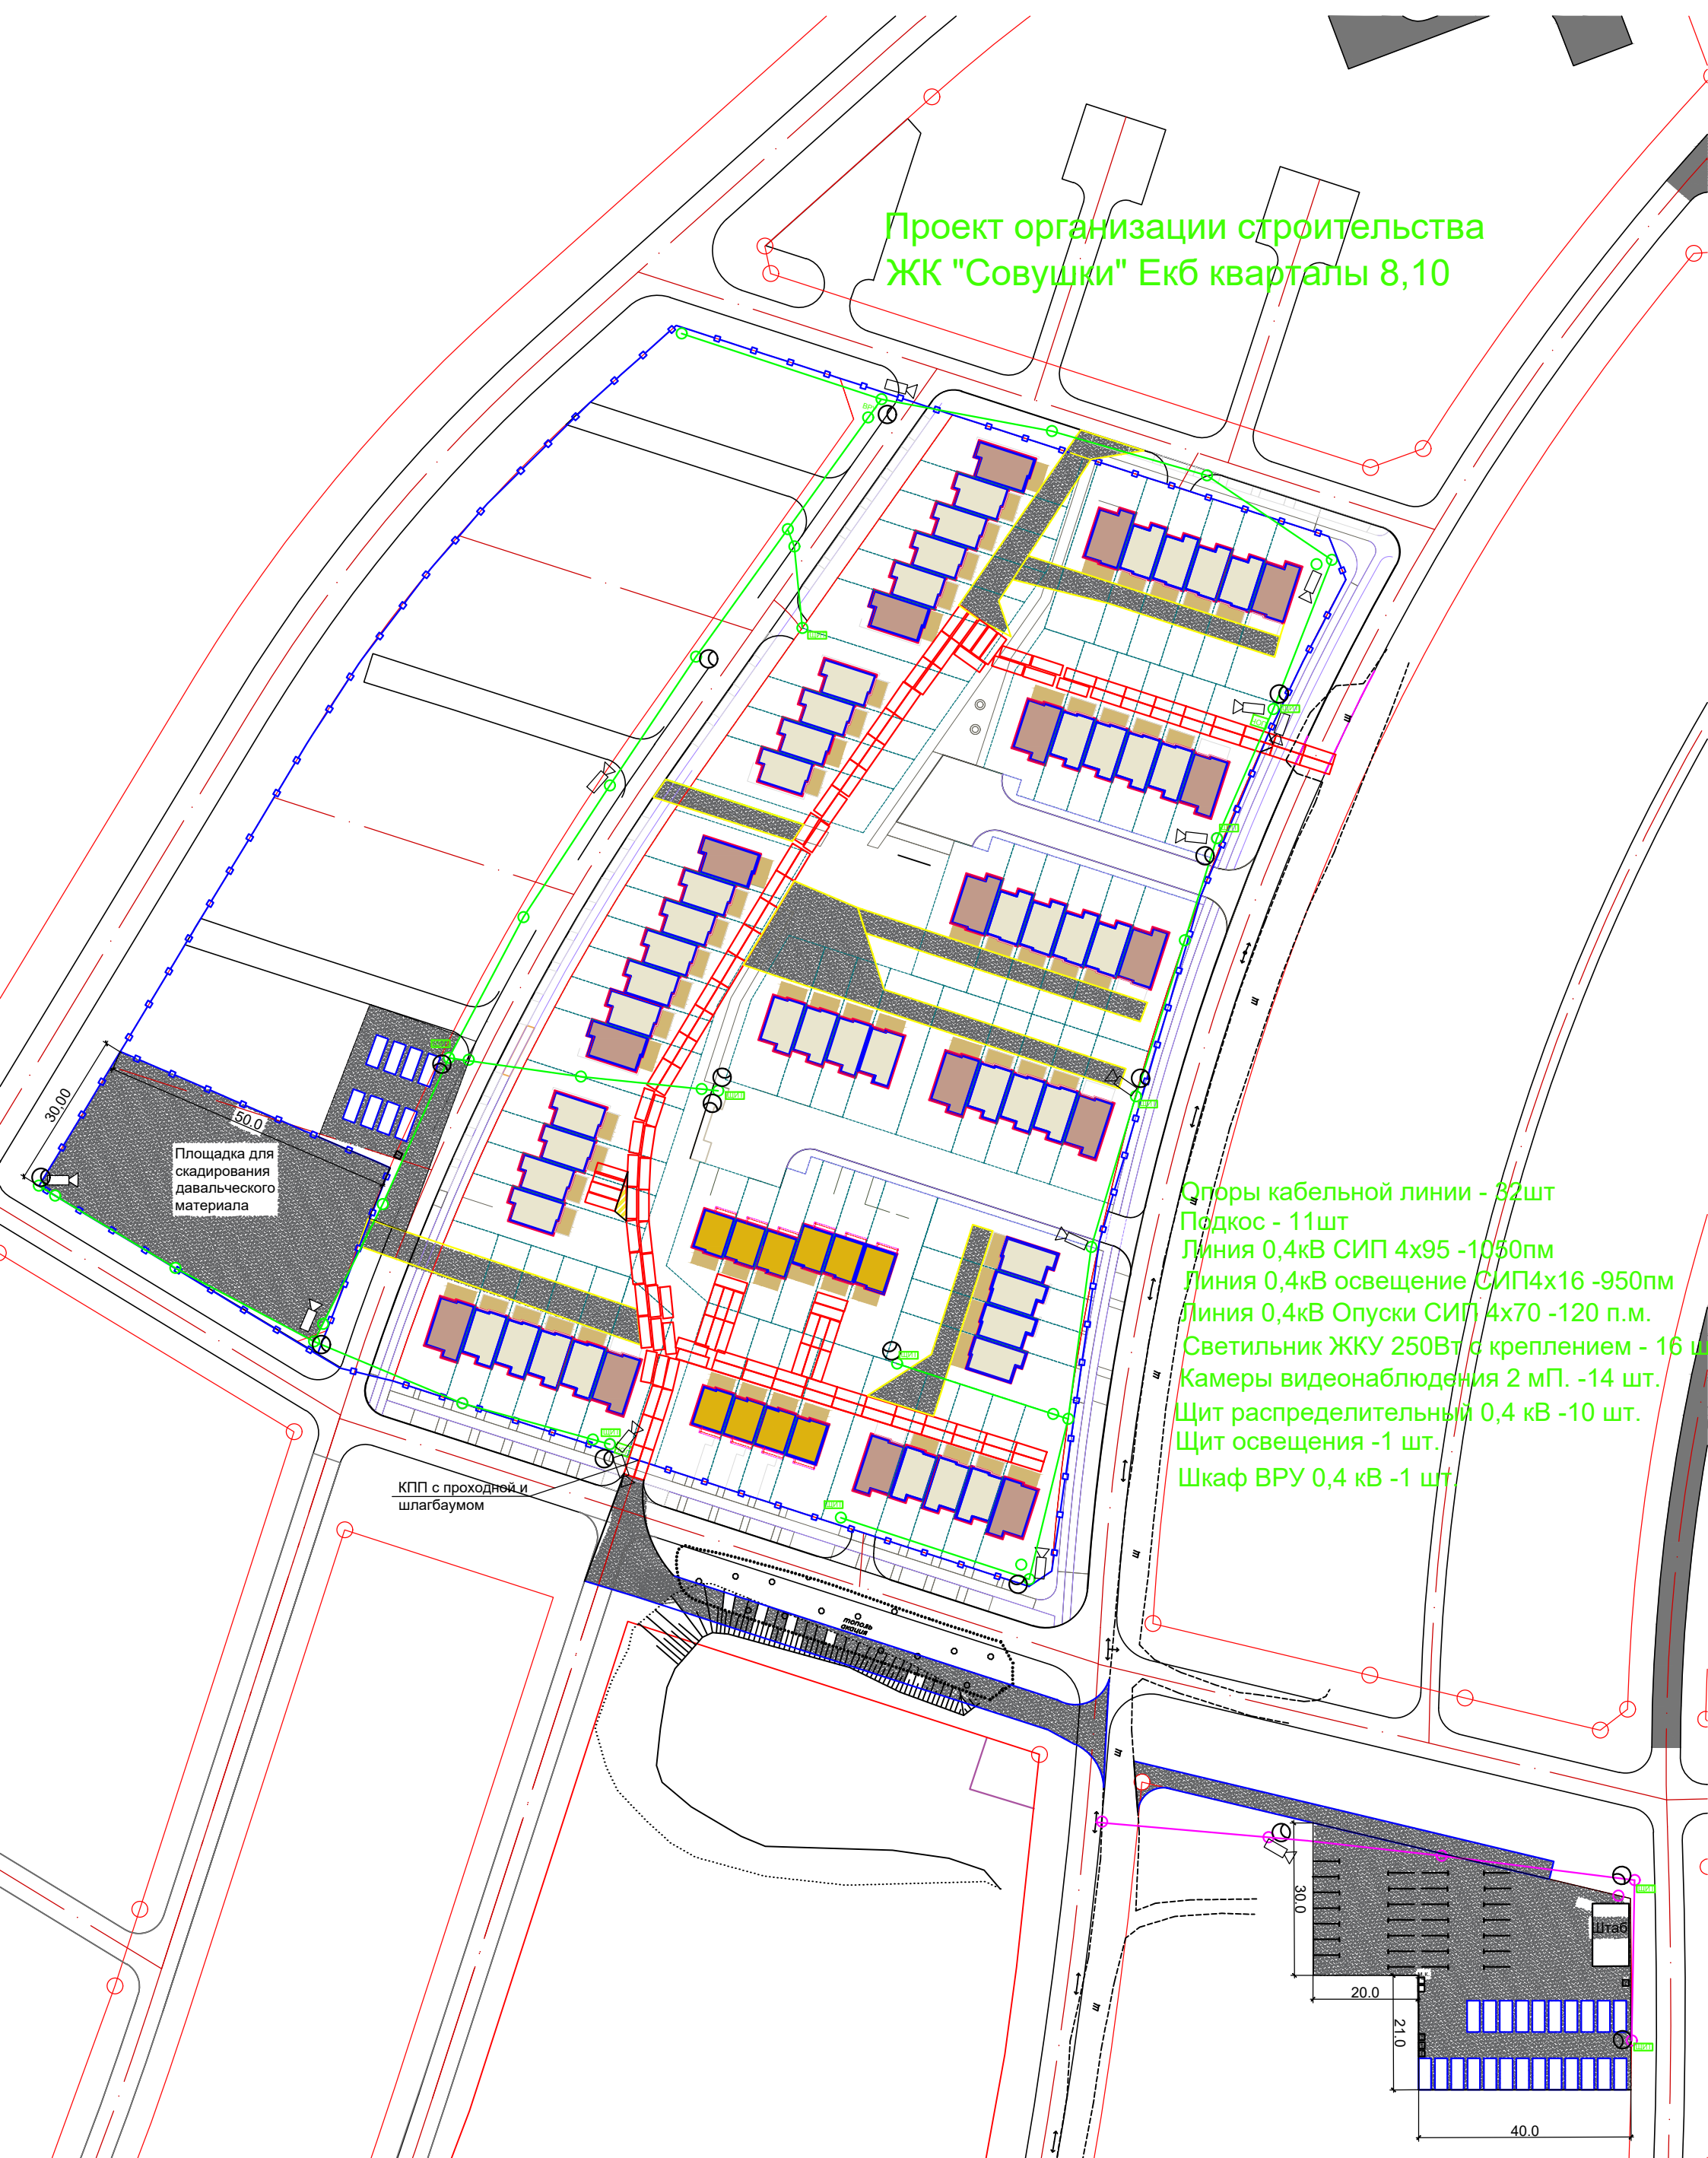 Проект организации строительства
ЖК "Совушки" Екб кварталы 8,10
30,00
50.0
Площадка для
скадирования
давальческого
материала
Опоры кабельной линии - 32шт
Подкос - 11шт
Линия 0,4кВ СИП 4х95 -1050пм
Линия 0,4кВ освещение СИП4х16 -950пм
Линия 0,4кВ Опуски СИП 4х70 -120 п.м.
Светильник ЖКУ 250Вт с креплением - 16 ш
Камеры видеонаблюдения 2 мП. -14 шт.
Щит распределительный 0,4 кВ -10 шт.
Щит освещения -1 шт.
Шкаф ВРУ 0,4 кВ -1 шт.
КПП с проходной и
шлагбаумом
тополь
акация
30.0
Штаб
20.0
21.0
40.0